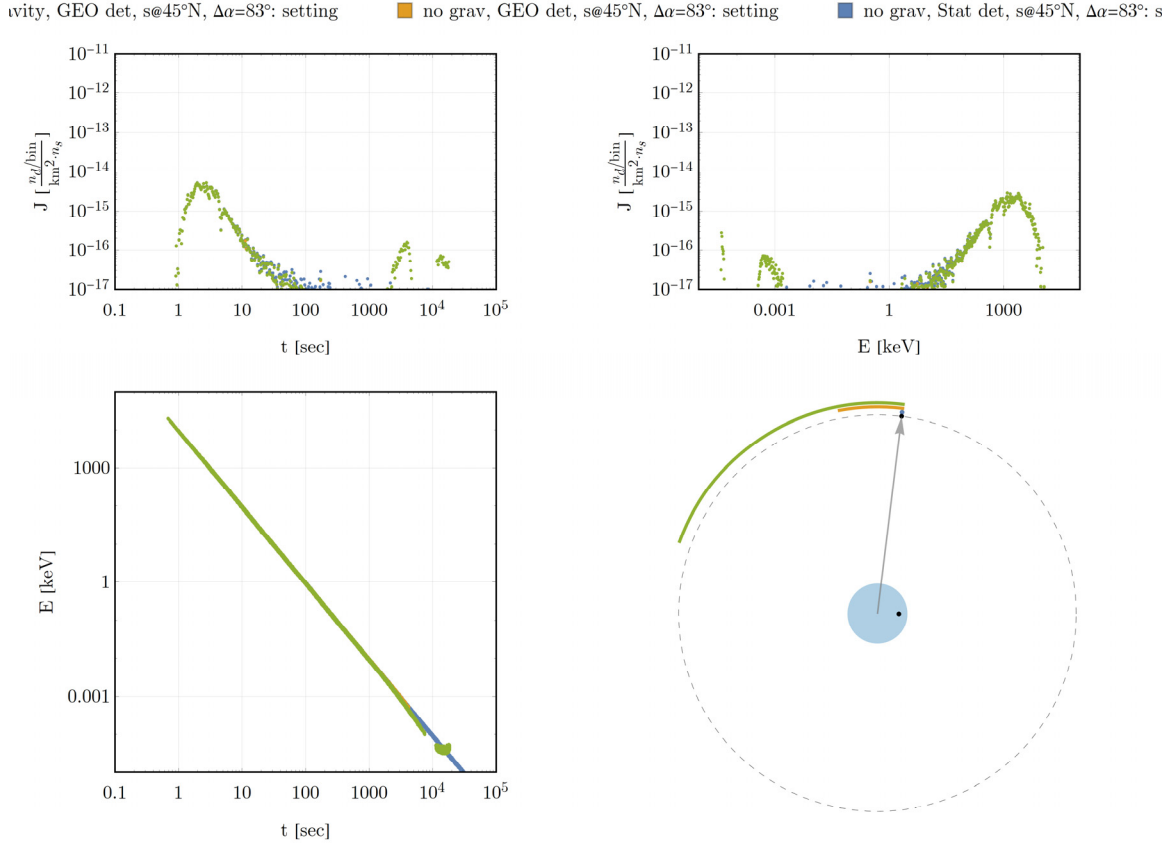 avity, GEO det, s@45°N, Δα=83°: setting no grav, GEO det, s@45°N, Δα=83°: setting no grav, Stat det, s@45°N, Δα=83°: s
10^-11
10^-12
10^-13
10^-14
10^-15
10^-16
10^-17
J [ n_d/bin / km^2·n_s ]
0.1 1 10 100 1000 10^4 10^5
t [sec]
10^-11
10^-12
10^-13
10^-14
10^-15
10^-16
10^-17
J [ n_d/bin / km^2·n_s ]
0.001 1 1000
E [keV]
1000
1
0.001
E [keV]
0.1 1 10 100 1000 10^4 10^5
t [sec]